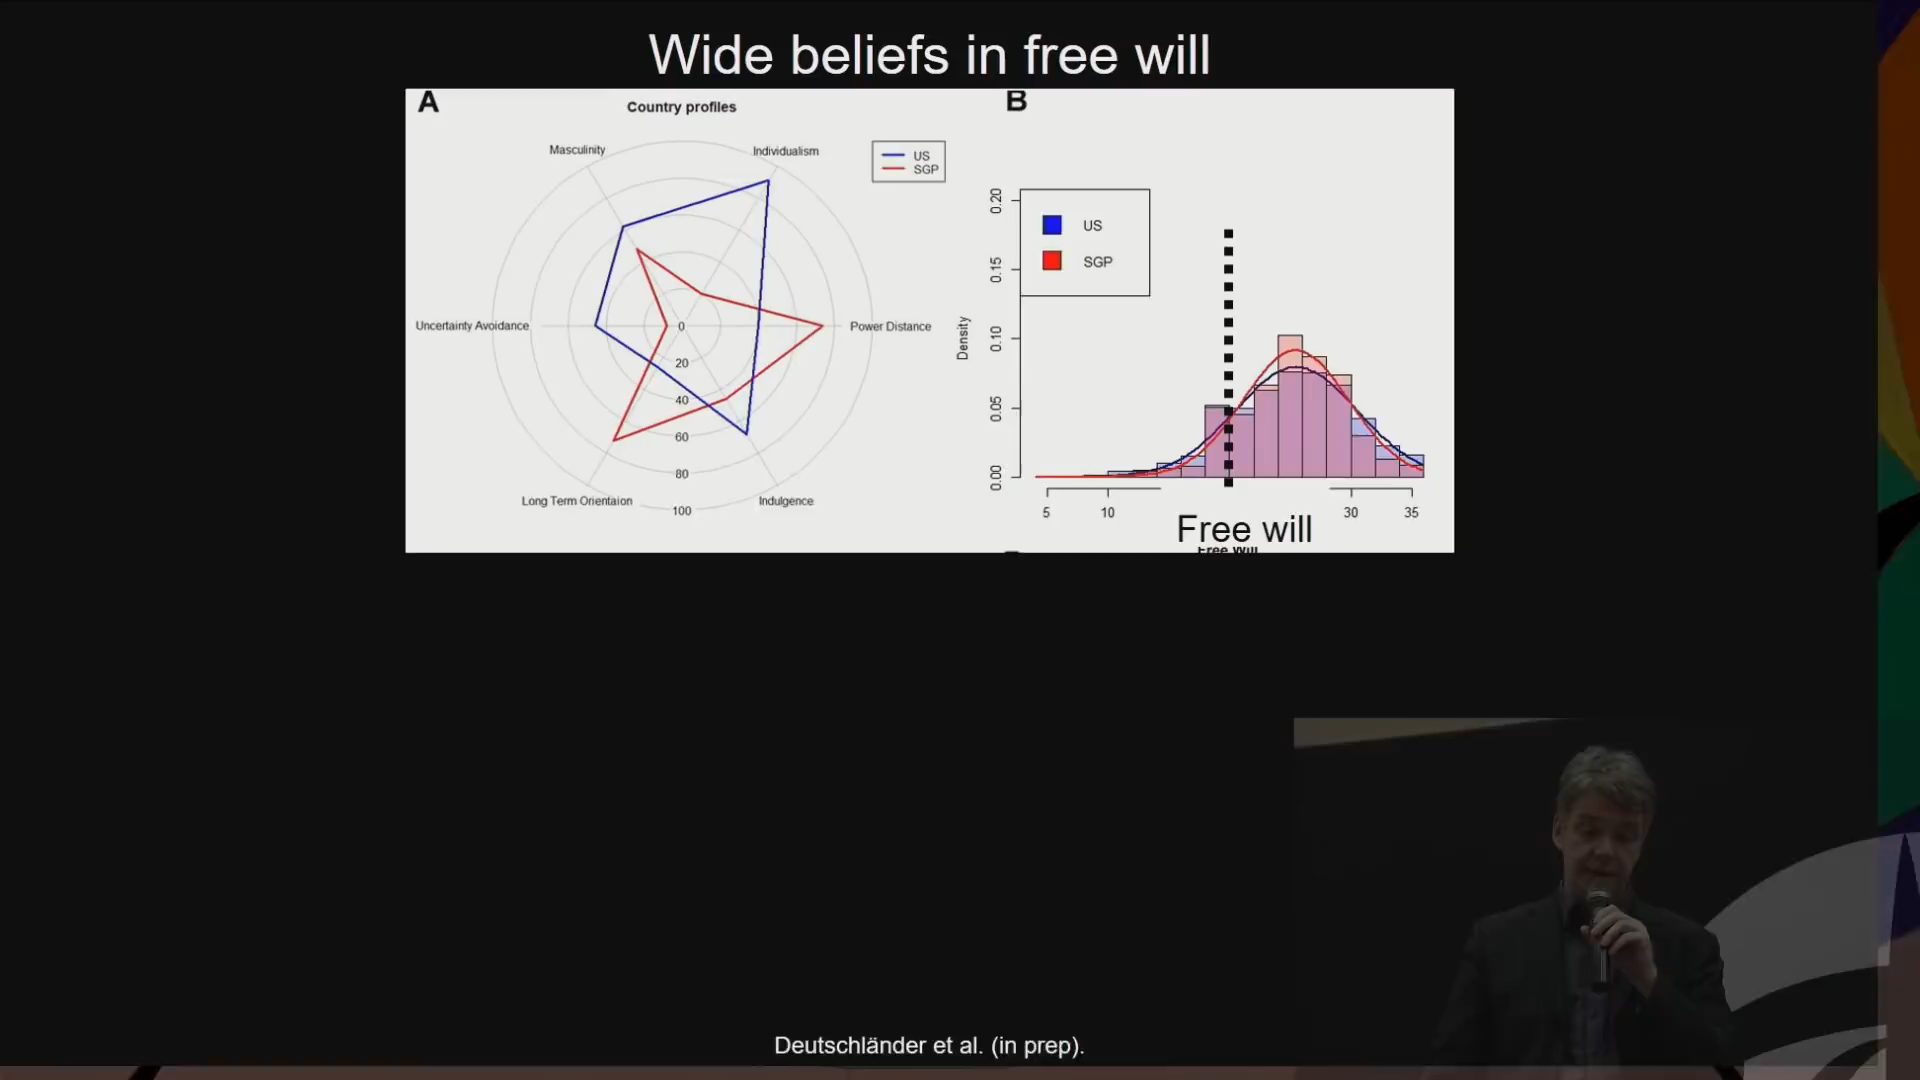 Wide beliefs in free will
A
Country profiles
Masculinity
Individualism
US
SGP
Uncertainty Avoidance
Power Distance
0
20
40
60
80
100
Long Term Orientaion
Indulgence
B
US
SGP
Density
0.00
0.05
0.10
0.15
0.20
5
10
30
35
Free will
Free Will
Deutschländer et al. (in prep).